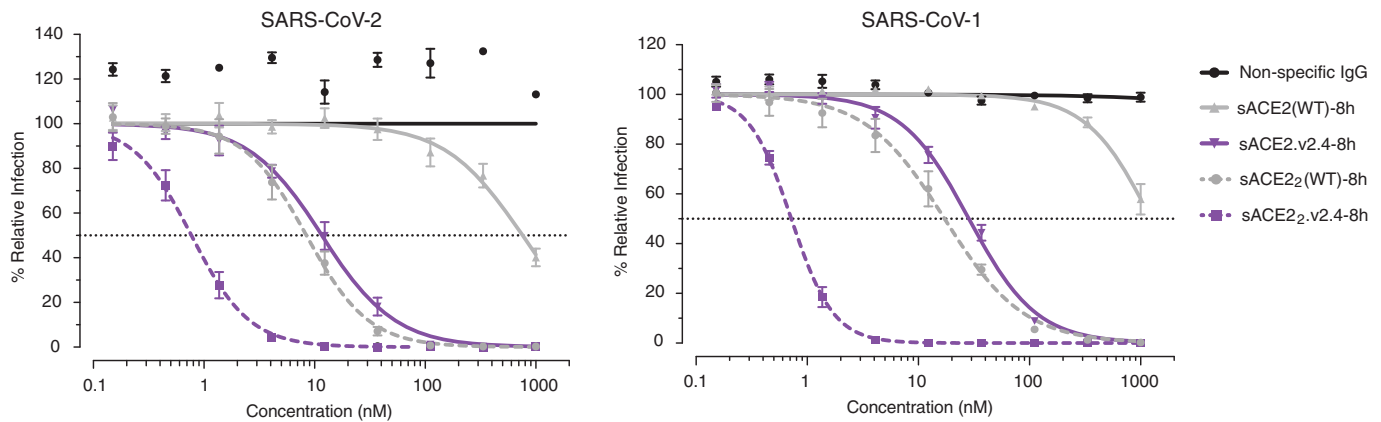 SARS-CoV-2
140
120
100
80
60
40
20
0
% Relative Infection
0.1 1 10 100 1000
Concentration (nM)
SARS-CoV-1
120
100
80
60
40
20
0
% Relative Infection
0.1 1 10 100 1000
Concentration (nM)
Non-specific IgG
sACE2(WT)-8h
sACE2.v2.4-8h
sACE2₂(WT)-8h
sACE2₂.v2.4-8h